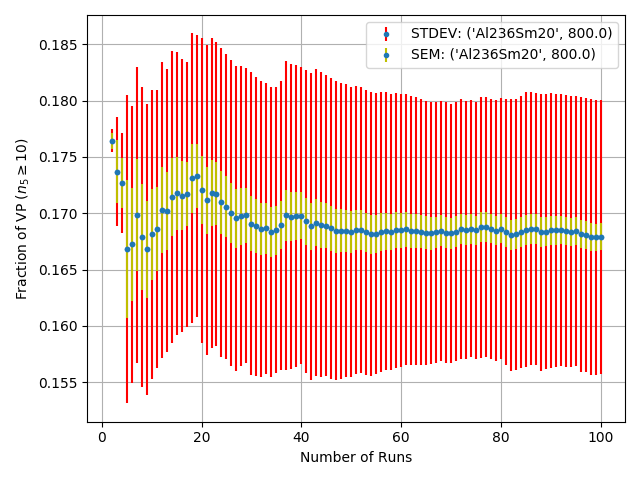 STDEV: ('Al236Sm20', 800.0)
SEM: ('Al236Sm20', 800.0)
0.185
0.180
0.175
0.170
0.165
0.160
0.155
Fraction of VP (n₅ ≥ 10)
0 20 40 60 80 100
Number of Runs